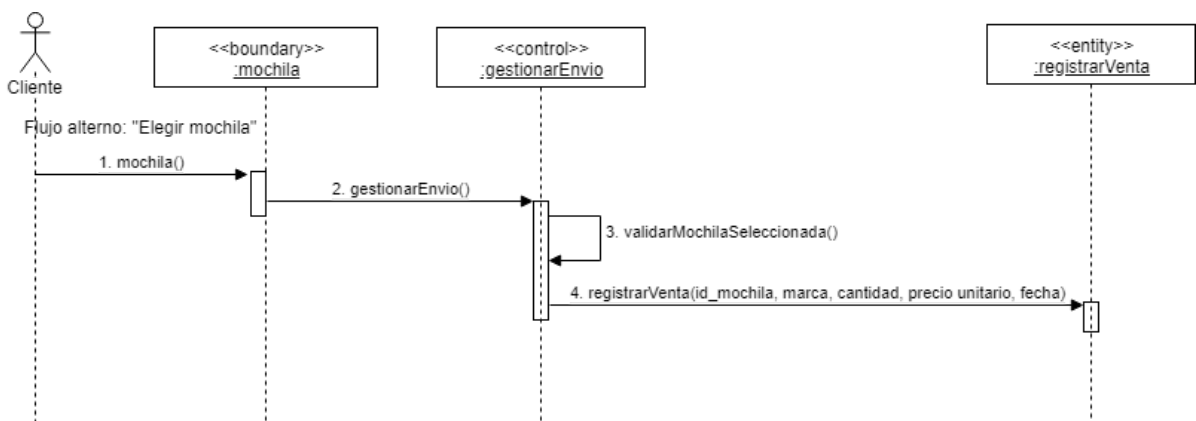 <<boundary>>
:mochila
<<control>>
:gestionarEnvio
<<entity>>
:registrarVenta
Cliente
Flujo alterno: "Elegir mochila"
1. mochila()
2. gestionarEnvio()
3. validarMochilaSeleccionada()
4. registrarVenta(id_mochila, marca, cantidad, precio unitario, fecha)